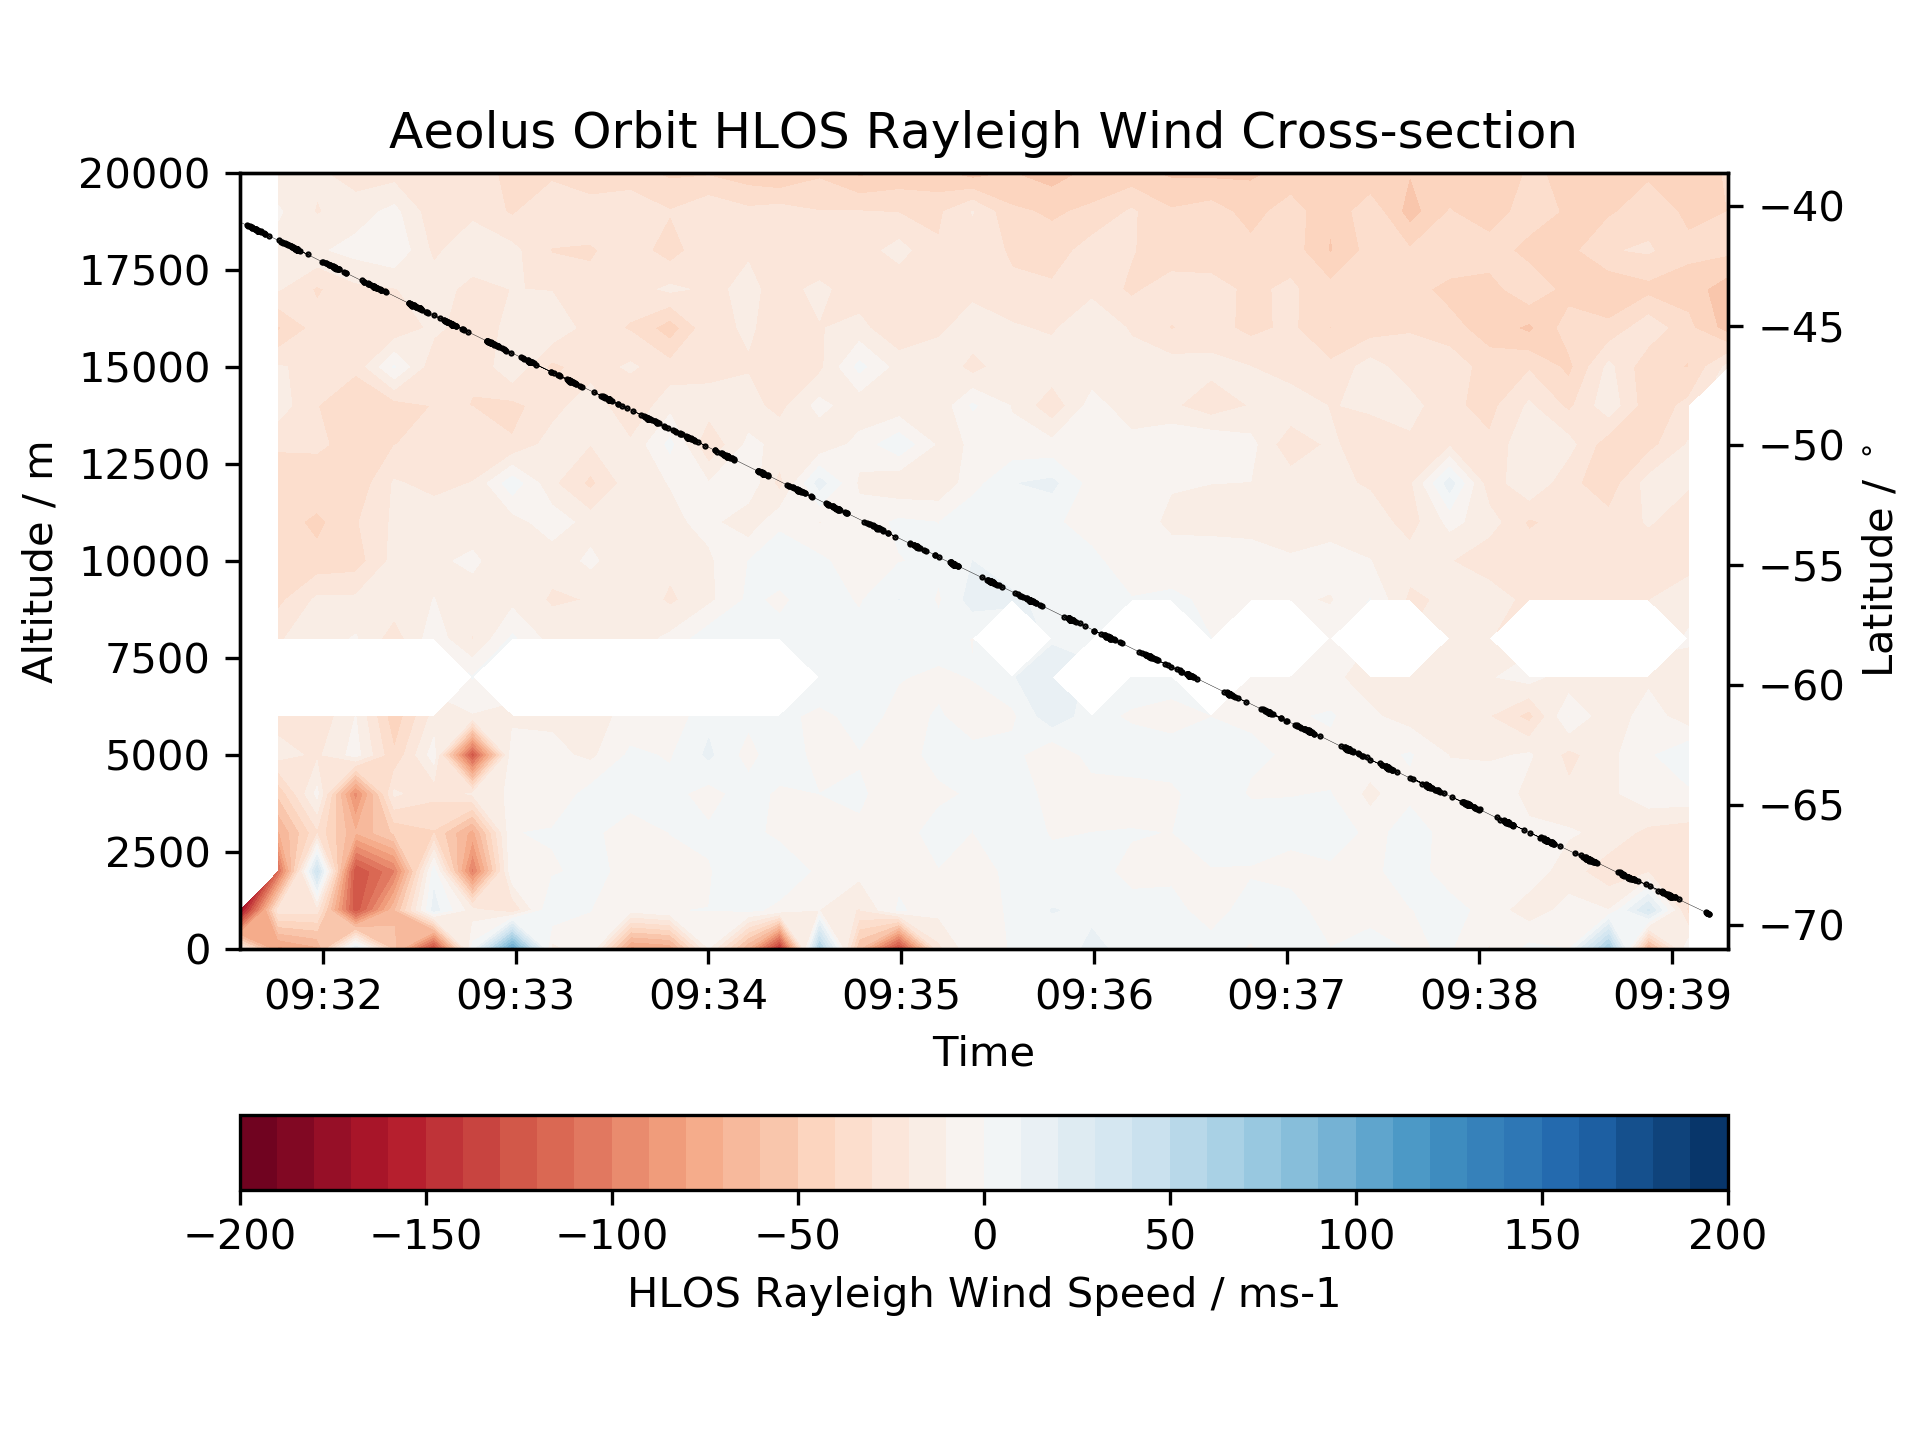 Aeolus Orbit HLOS Rayleigh Wind Cross-section
20000
17500
15000
12500
10000
7500
5000
2500
0
Altitude / m
−40
−45
−50
−55
−60
−65
−70
Latitude / °
09:32 09:33 09:34 09:35 09:36 09:37 09:38 09:39
Time
−200 −150 −100 −50 0 50 100 150 200
HLOS Rayleigh Wind Speed / ms-1